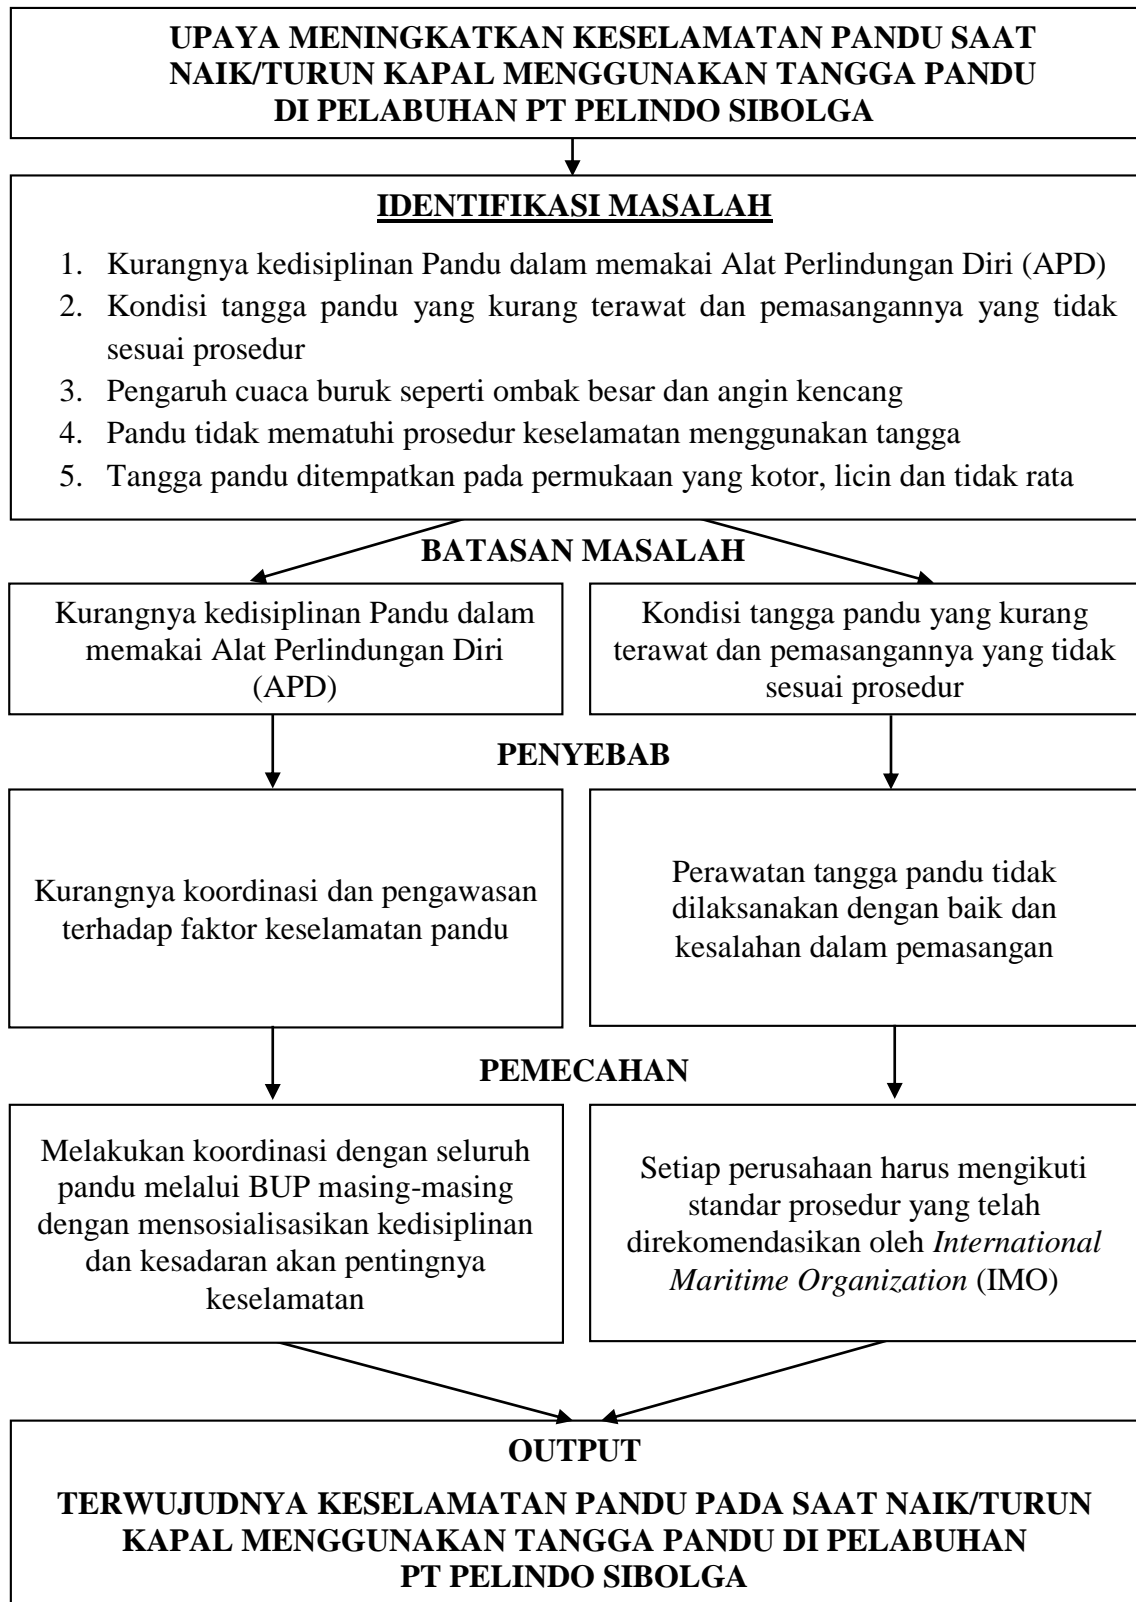 UPAYA MENINGKATKAN KESELAMATAN PANDU SAAT
NAIK/TURUN KAPAL MENGGUNAKAN TANGGA PANDU
DI PELABUHAN PT PELINDO SIBOLGA
IDENTIFIKASI MASALAH
1. Kurangnya kedisiplinan Pandu dalam memakai Alat Perlindungan Diri (APD)
2. Kondisi tangga pandu yang kurang terawat dan pemasangannya yang tidak
sesuai prosedur
3. Pengaruh cuaca buruk seperti ombak besar dan angin kencang
4. Pandu tidak mematuhi prosedur keselamatan menggunakan tangga
5. Tangga pandu ditempatkan pada permukaan yang kotor, licin dan tidak rata
BATASAN MASALAH
Kurangnya kedisiplinan Pandu dalam
memakai Alat Perlindungan Diri
(APD)
Kondisi tangga pandu yang kurang
terawat dan pemasangannya yang tidak
sesuai prosedur
PENYEBAB
Kurangnya koordinasi dan pengawasan
terhadap faktor keselamatan pandu
Perawatan tangga pandu tidak
dilaksanakan dengan baik dan
kesalahan dalam pemasangan
PEMECAHAN
Melakukan koordinasi dengan seluruh
pandu melalui BUP masing-masing
dengan mensosialisasikan kedisiplinan
dan kesadaran akan pentingnya
keselamatan
Setiap perusahaan harus mengikuti
standar prosedur yang telah
direkomendasikan oleh International
Maritime Organization (IMO)
OUTPUT
TERWUJUDNYA KESELAMATAN PANDU PADA SAAT NAIK/TURUN
KAPAL MENGGUNAKAN TANGGA PANDU DI PELABUHAN
PT PELINDO SIBOLGA